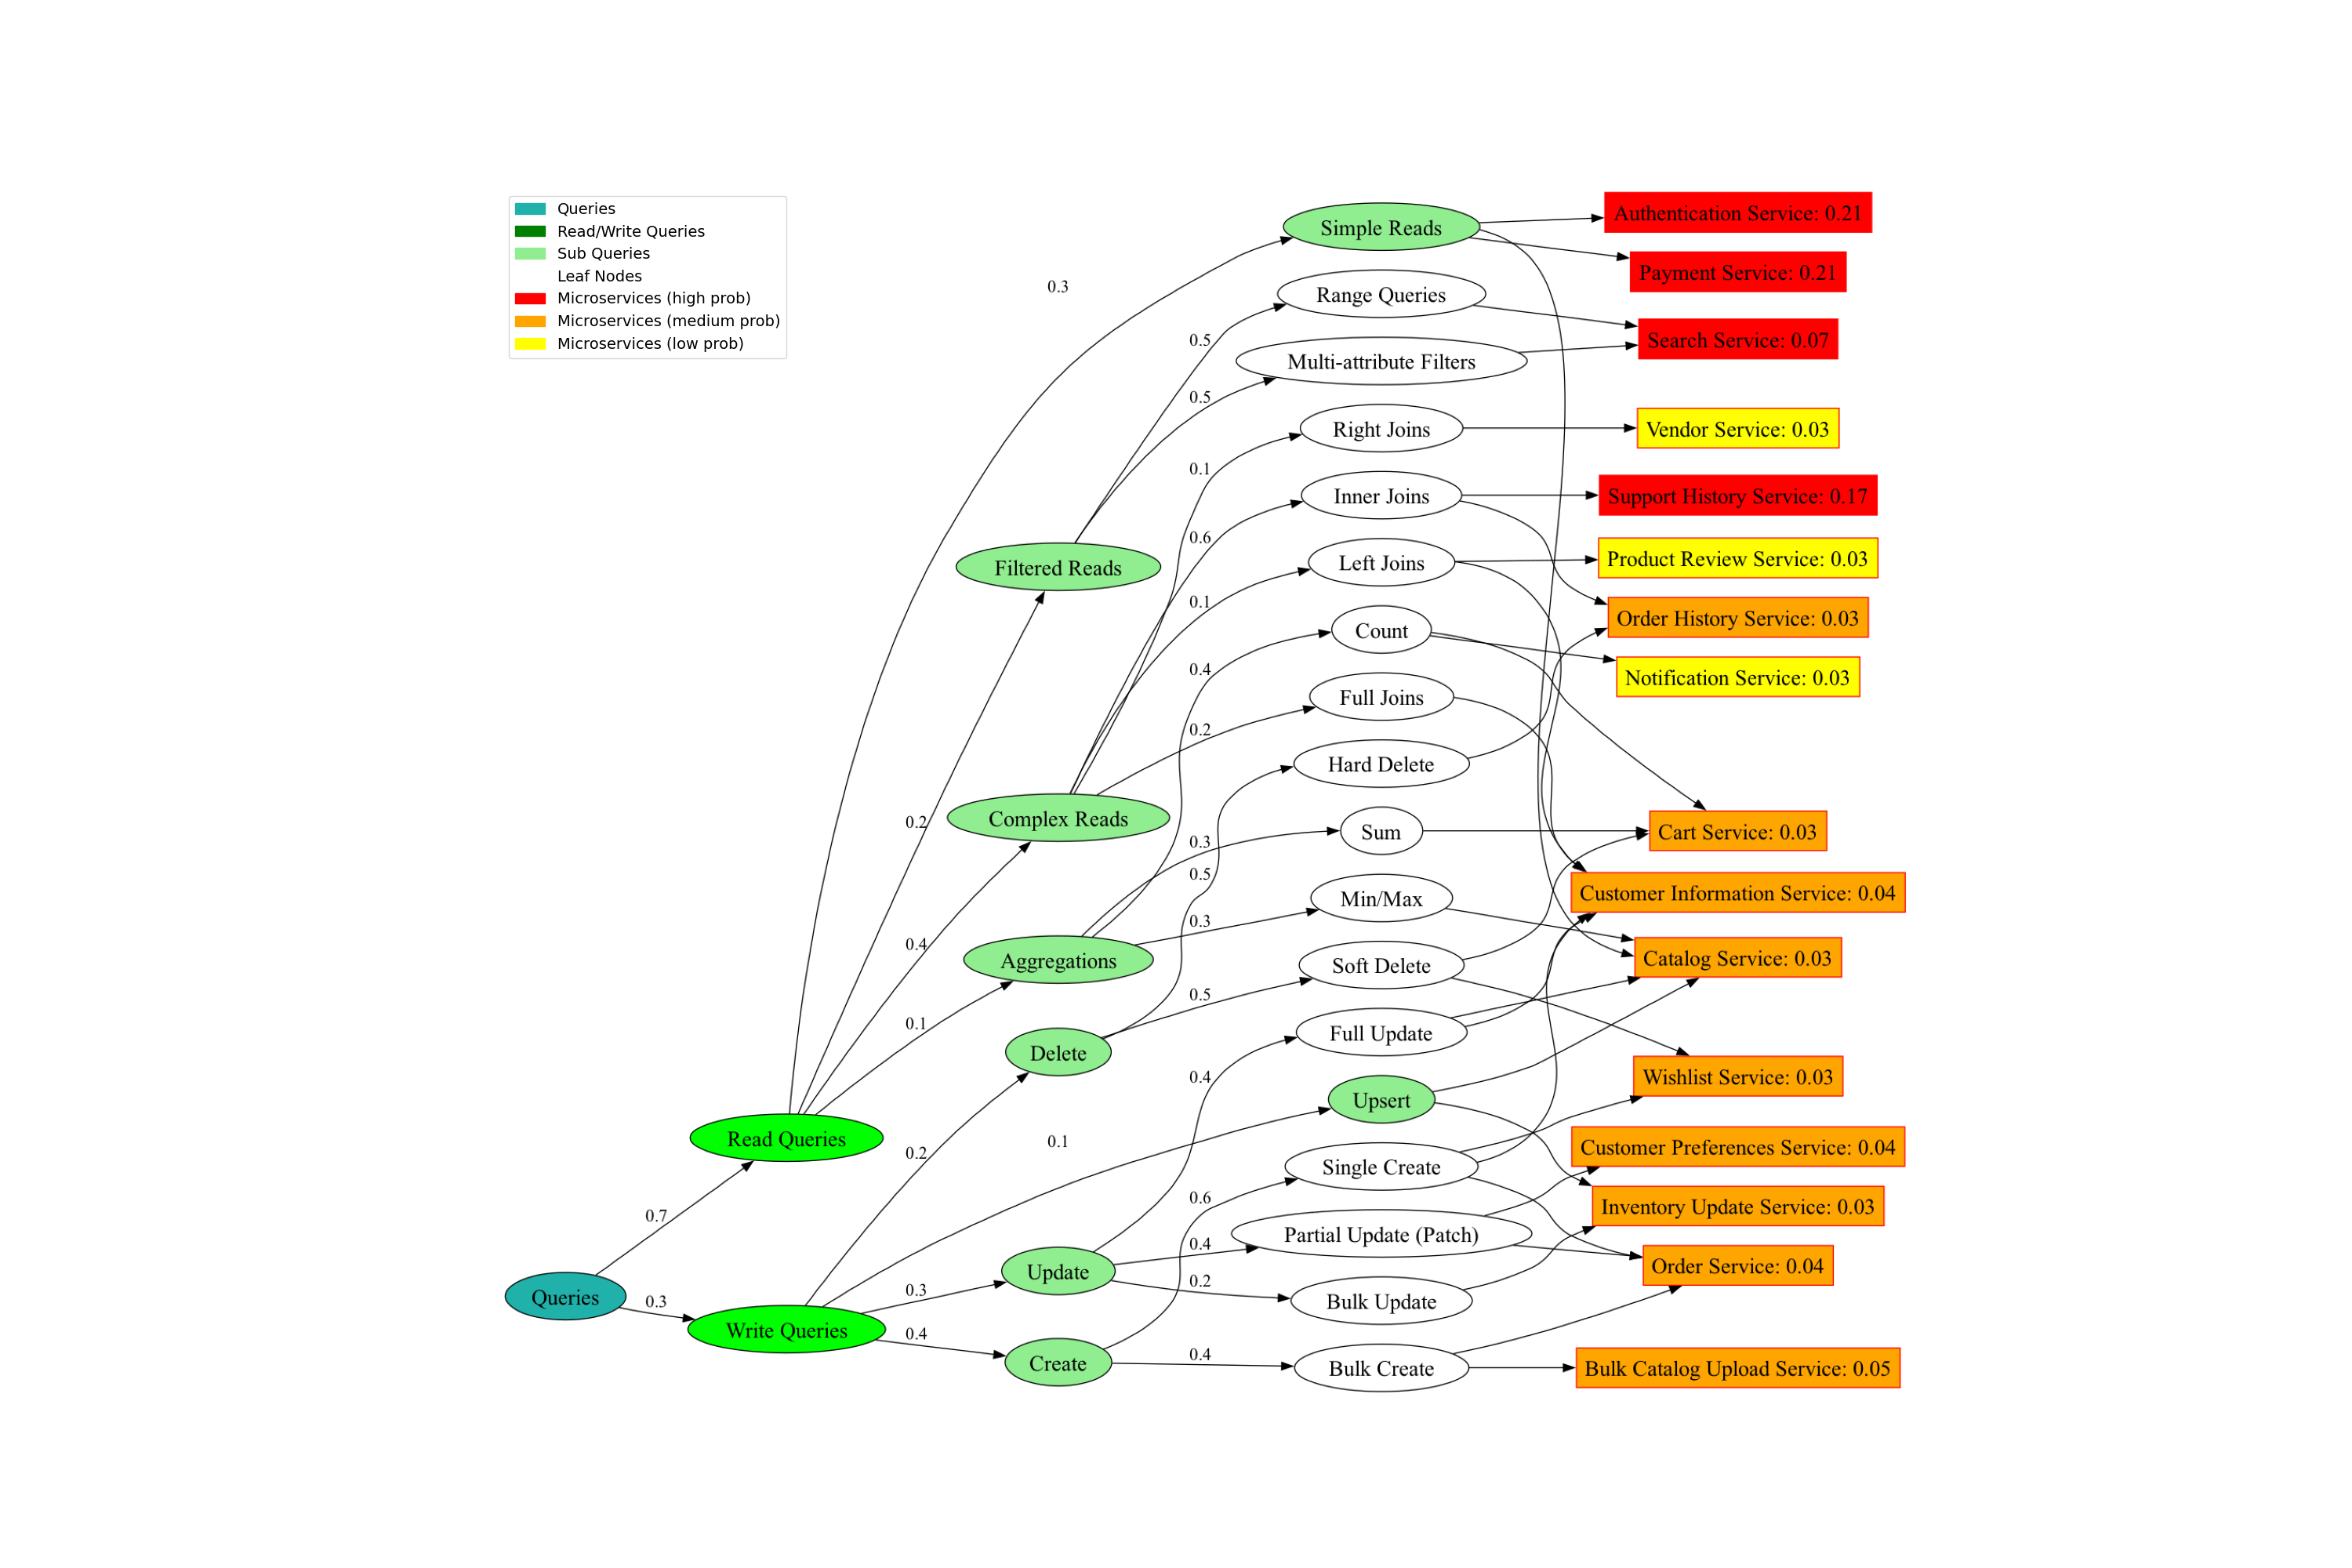 Queries
Read/Write Queries
Sub Queries
Leaf Nodes
Microservices (high prob)
Microservices (medium prob)
Microservices (low prob)
Simple Reads
Authentication Service: 0.21
Payment Service: 0.21
0.3
Range Queries
Search Service: 0.07
0.5
Multi-attribute Filters
0.5
Right Joins
Vendor Service: 0.03
0.1
Inner Joins
Support History Service: 0.17
0.6
Filtered Reads
Left Joins
Product Review Service: 0.03
0.1
Order History Service: 0.03
Count
0.4
Notification Service: 0.03
Full Joins
0.2
Hard Delete
0.2
Complex Reads
Sum
Cart Service: 0.03
0.3
0.5
Customer Information Service: 0.04
Min/Max
0.3
0.4
Aggregations
Soft Delete
Catalog Service: 0.03
0.5
0.1
Delete
Full Update
0.4
Wishlist Service: 0.03
Upsert
Read Queries
0.2
0.1
Customer Preferences Service: 0.04
Single Create
0.6
Inventory Update Service: 0.03
0.7
Partial Update (Patch)
0.4
Update
Order Service: 0.04
0.2
0.3
Queries
0.3
Bulk Update
Write Queries
0.4
Create
0.4
Bulk Create
Bulk Catalog Upload Service: 0.05